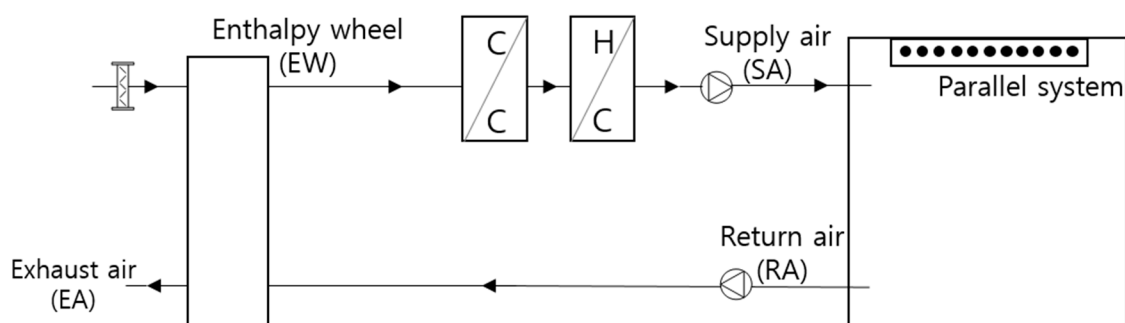 Enthalpy wheel
(EW)
C
C
H
C
Supply air
(SA)
Parallel system
Return air
(RA)
Exhaust air
(EA)